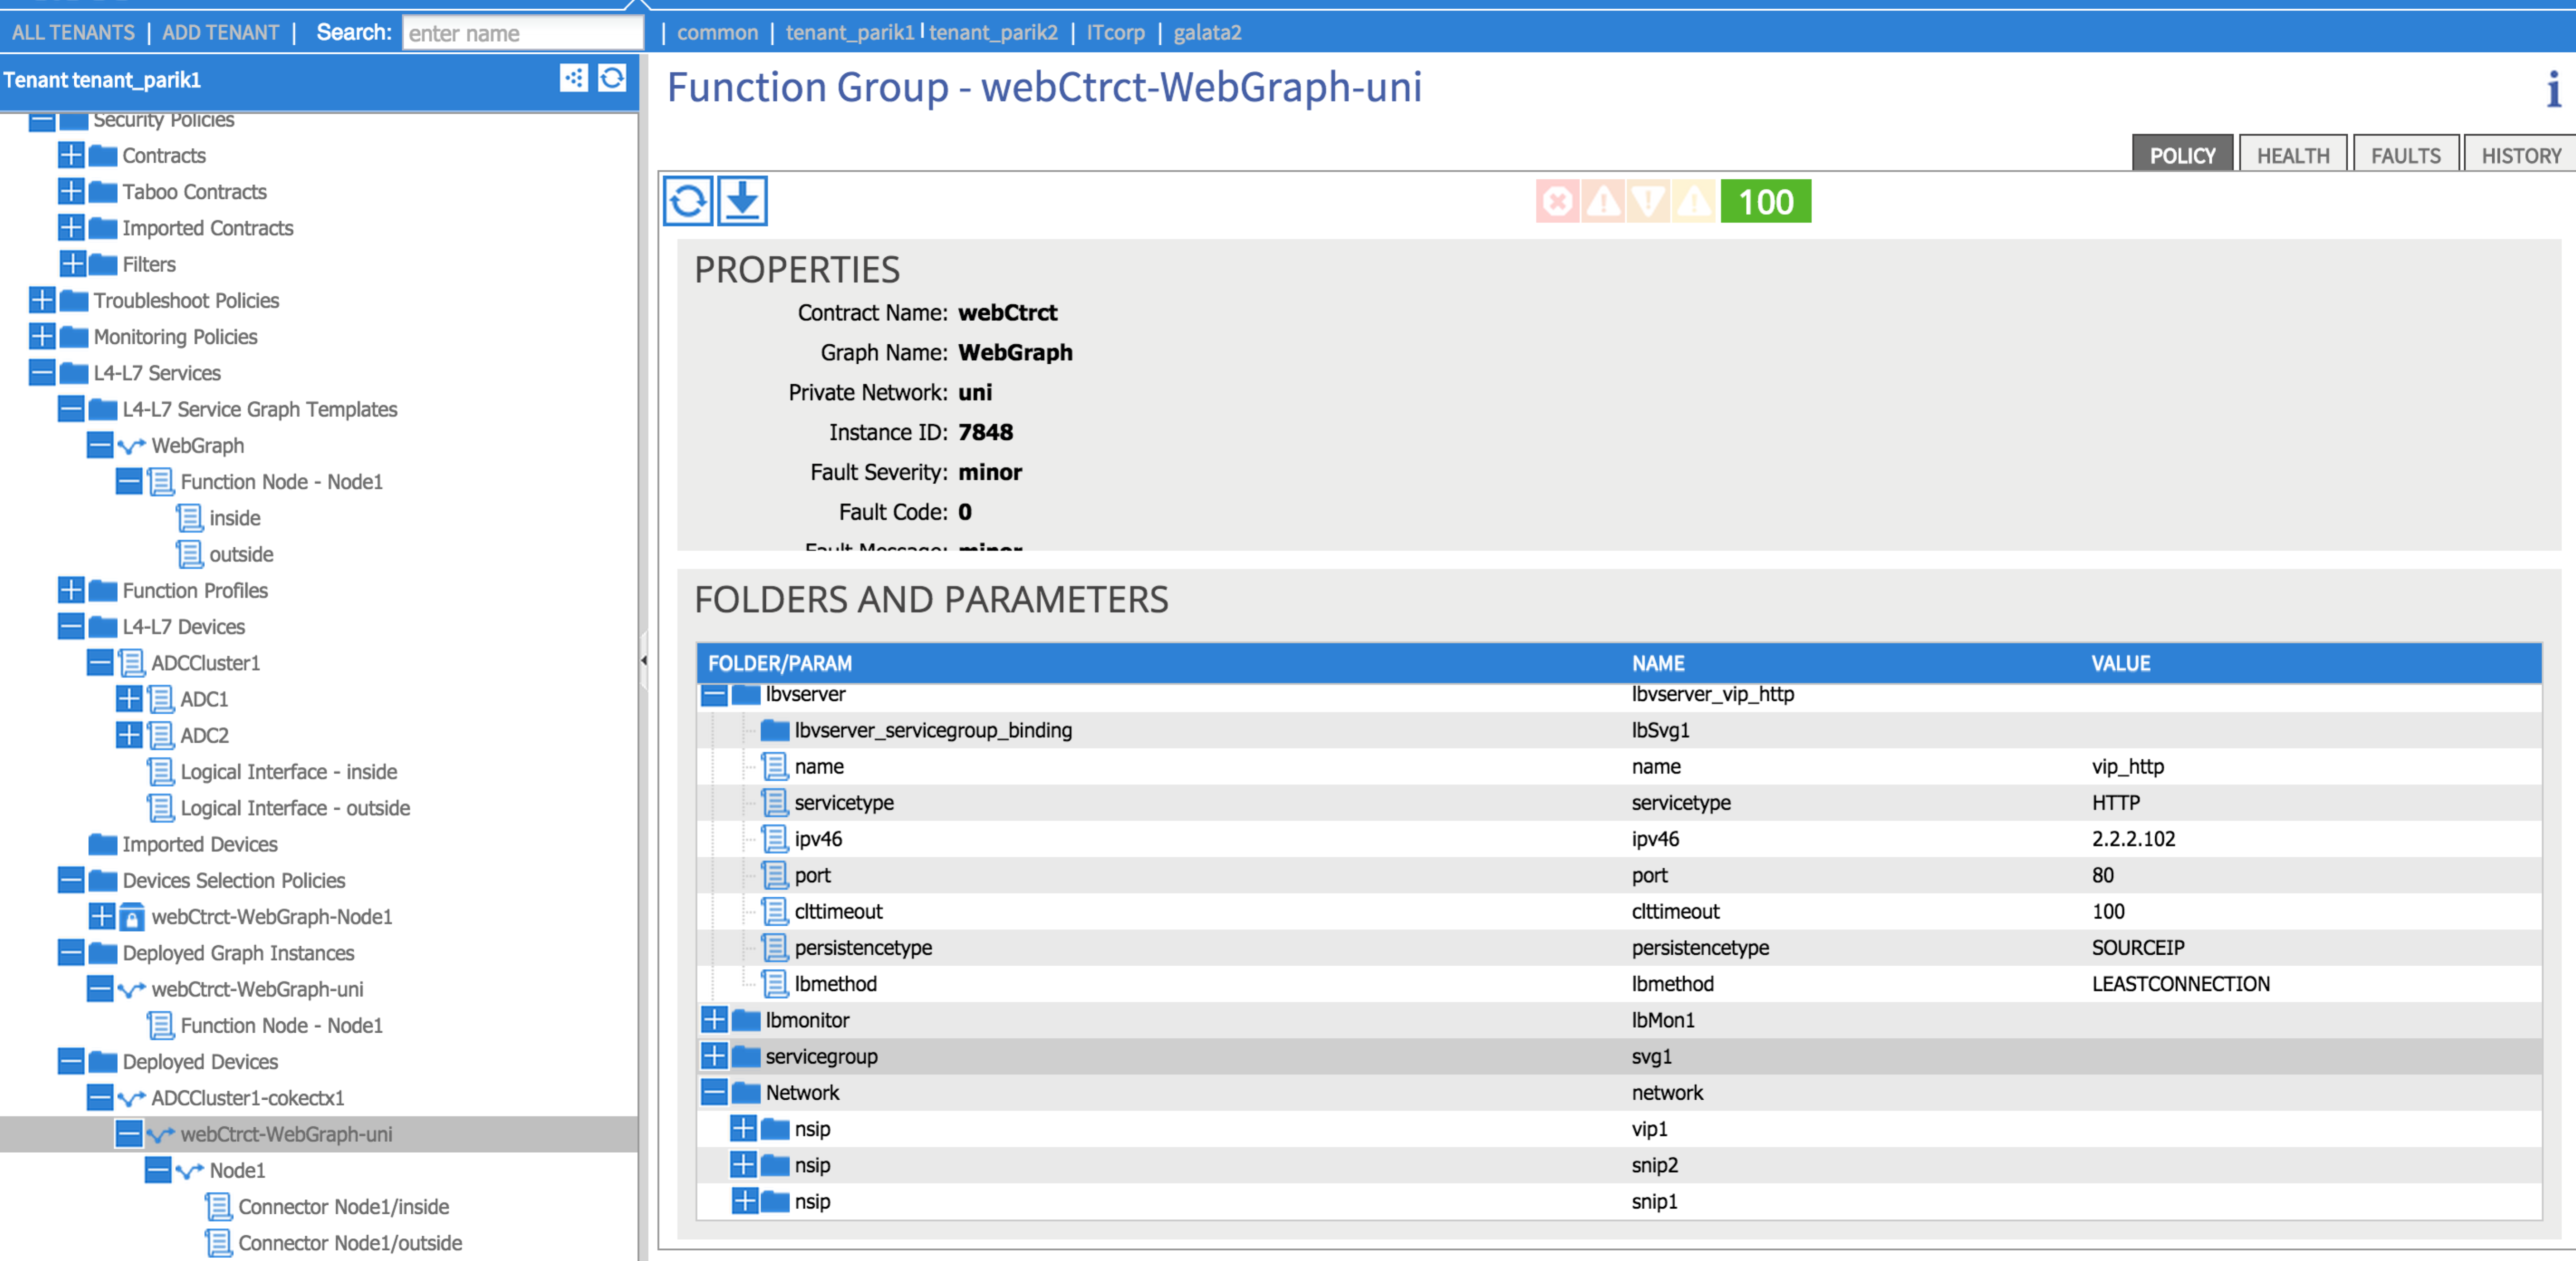 ALL TENANTS | ADD TENANT | Search: enter name | common | tenant_parik1 | tenant_parik2 | ITcorp | galata2
Tenant tenant_parik1
Security Policies
Contracts
Taboo Contracts
Imported Contracts
Filters
Troubleshoot Policies
Monitoring Policies
L4-L7 Services
L4-L7 Service Graph Templates
WebGraph
Function Node - Node1
inside
outside
Function Profiles
L4-L7 Devices
ADCCluster1
ADC1
ADC2
Logical Interface - inside
Logical Interface - outside
Imported Devices
Devices Selection Policies
webCtrct-WebGraph-Node1
Deployed Graph Instances
webCtrct-WebGraph-uni
Function Node - Node1
Deployed Devices
ADCCluster1-cokectx1
webCtrct-WebGraph-uni
Node1
Connector Node1/inside
Connector Node1/outside
Function Group - webCtrct-WebGraph-uni
i
POLICY HEALTH FAULTS HISTORY
100
PROPERTIES
Contract Name: webCtrct
Graph Name: WebGraph
Private Network: uni
Instance ID: 7848
Fault Severity: minor
Fault Code: 0
Fault Message: minor
FOLDERS AND PARAMETERS
FOLDER/PARAM NAME VALUE
lbvserver lbvserver_vip_http
lbvserver_servicegroup_binding lbSvg1
name name vip_http
servicetype servicetype HTTP
ipv46 ipv46 2.2.2.102
port port 80
clttimeout clttimeout 100
persistencetype persistencetype SOURCEIP
lbmethod lbmethod LEASTCONNECTION
lbmonitor lbMon1
servicegroup svg1
Network network
nsip vip1
nsip snip2
nsip snip1